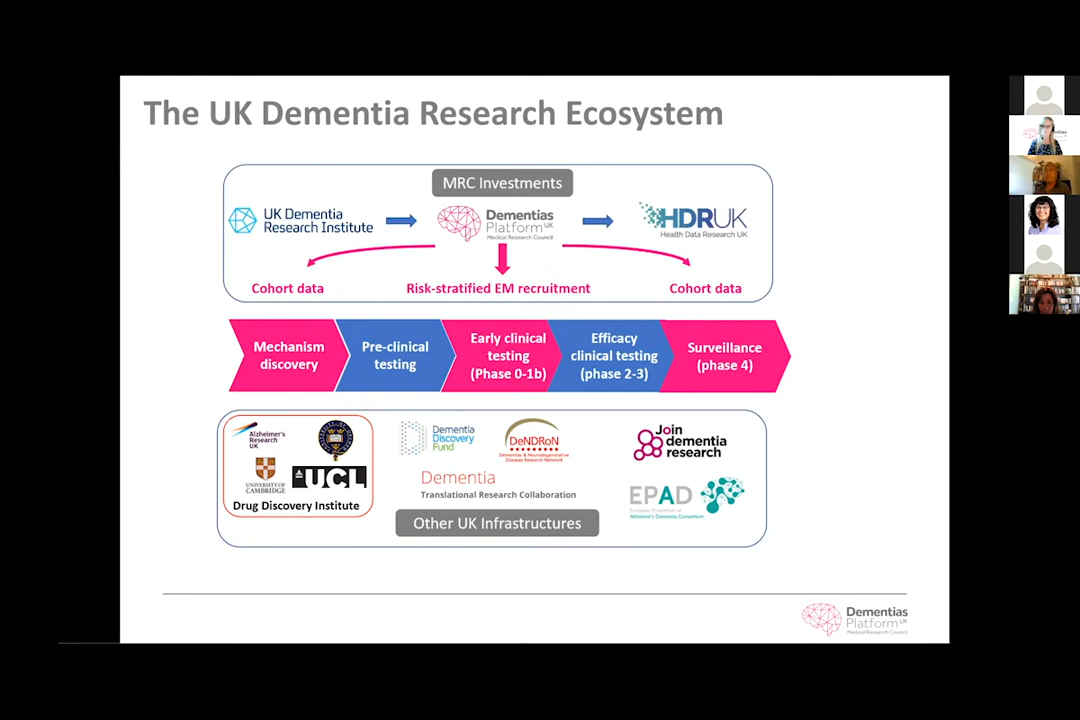 The UK Dementia Research Ecosystem
MRC Investments
UK Dementia
Research Institute
Dementias
Platform UK
Medical Research Council
HDRUK
Health Data Research UK
Cohort data
Risk-stratified EM recruitment
Cohort data
Mechanism
discovery
Pre-clinical
testing
Early clinical
testing
(Phase 0-1b)
Efficacy
clinical testing
(phase 2-3)
Surveillance
(phase 4)
Alzheimer's
Research
UK
UNIVERSITY OF
CAMBRIDGE
UCL
Drug Discovery Institute
Dementia
Discovery
Fund
DeNDRoN
Dementias & Neurodegenerative
Diseases Research Network
Dementia
Translational Research Collaboration
Join
dementia
research
EPAD
European Prevention of
Alzheimer's Dementia Consortium
Other UK Infrastructures
Dementias
Platform UK
Medical Research Council